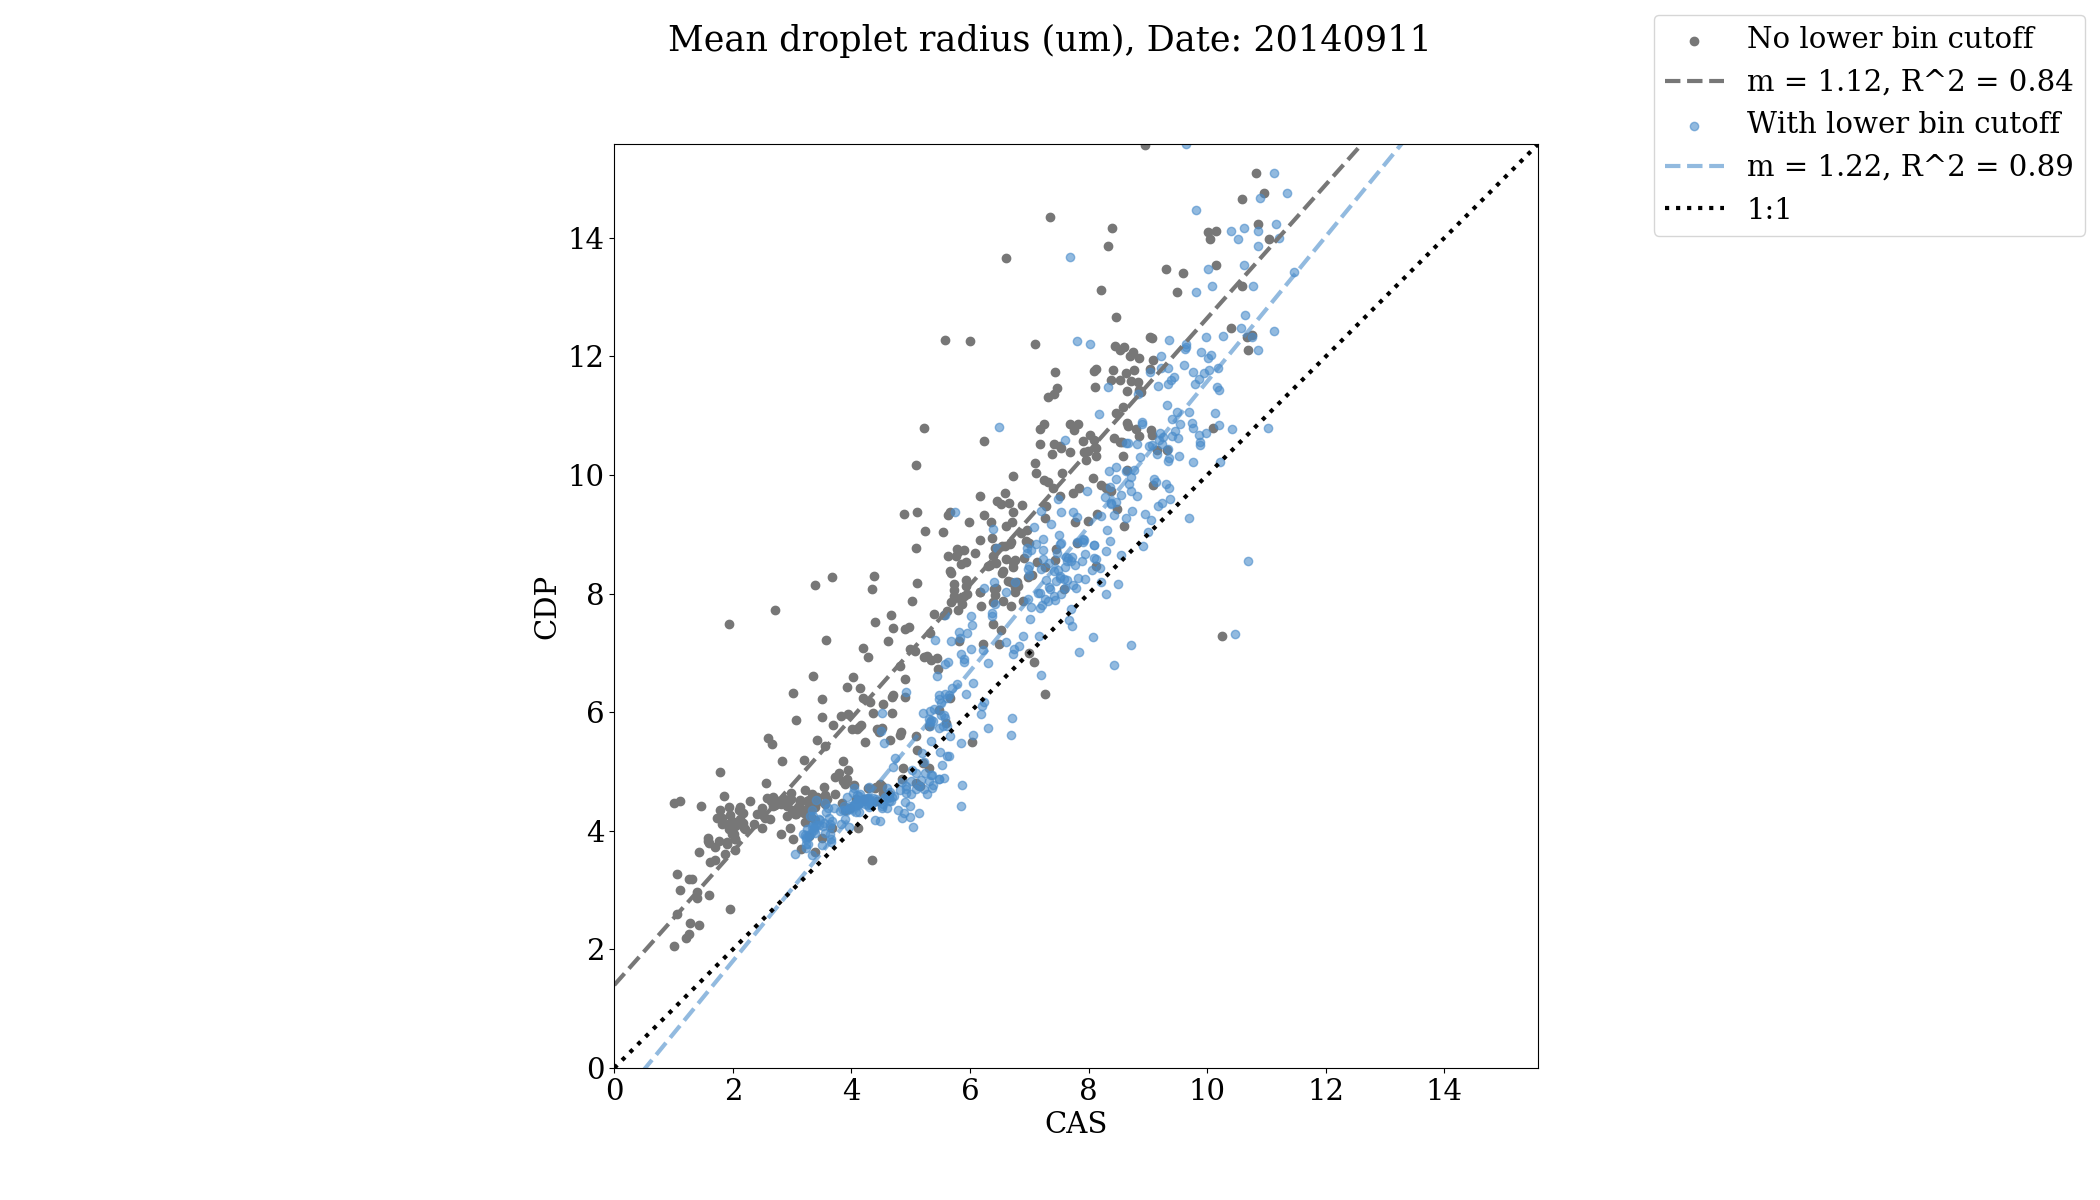 Mean droplet radius (um), Date: 20140911
No lower bin cutoff
m = 1.12, R^2 = 0.84
With lower bin cutoff
m = 1.22, R^2 = 0.89
1:1
14
12
10
8
6
4
2
0
CDP
0 2 4 6 8 10 12 14
CAS